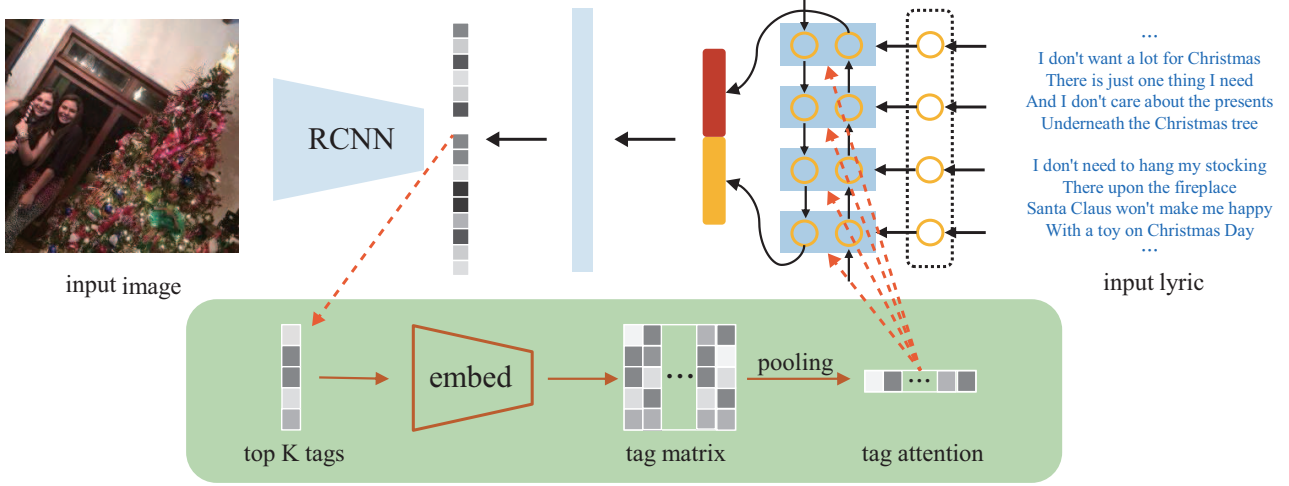 RCNN
input image
...
I don't want a lot for Christmas
There is just one thing I need
And I don't care about the presents
Underneath the Christmas tree
I don't need to hang my stocking
There upon the fireplace
Santa Claus won't make me happy
With a toy on Christmas Day
...
input lyric
embed
...
pooling
...
top K tags
tag matrix
tag attention